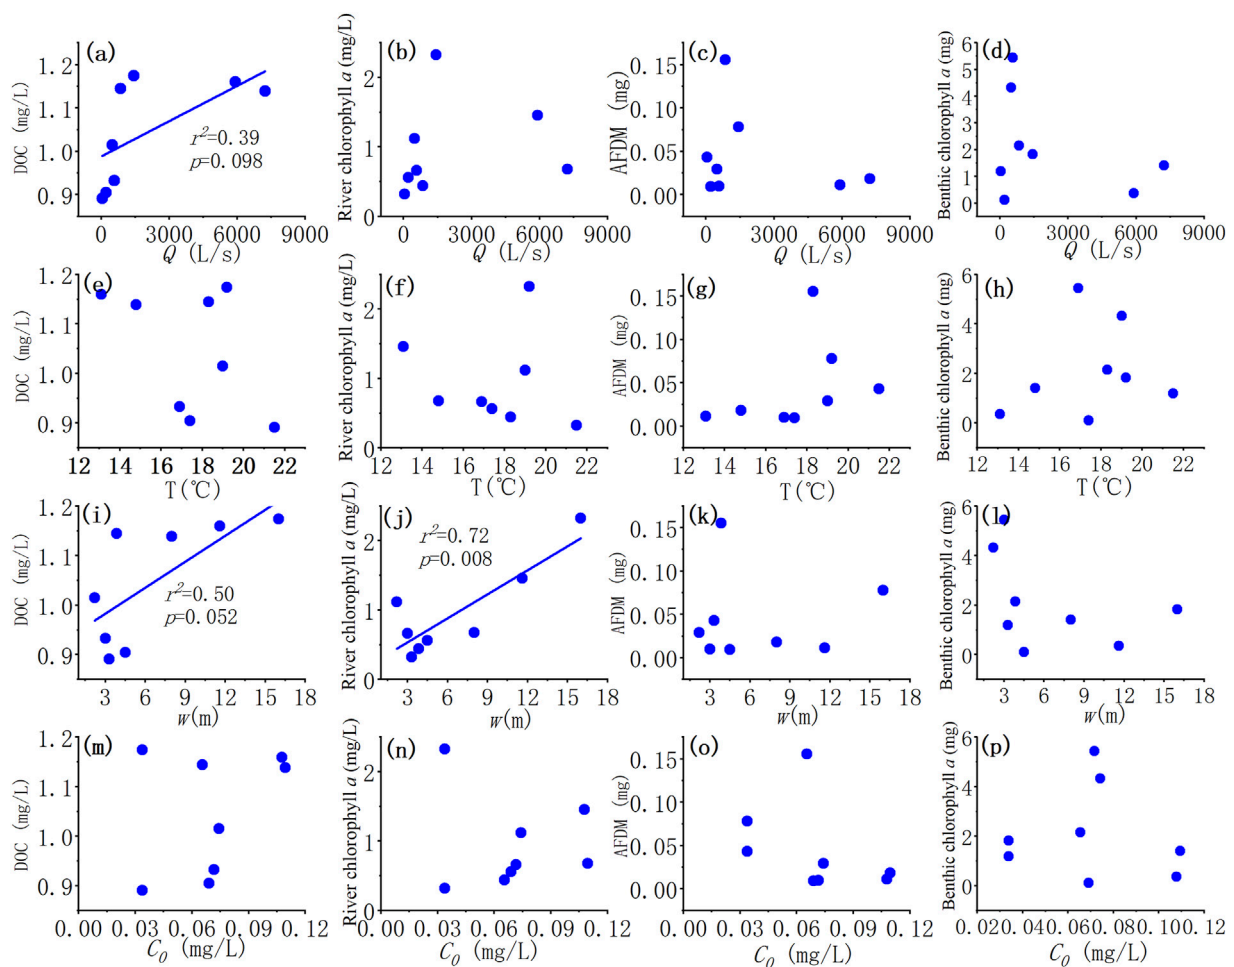 (a)
DOC (mg/L)
1.2
1.1
1.0
0.9
r²=0.39
p=0.098
0 3000 6000 9000
Q (L/s)
(b)
River chlorophyll a (mg/L)
2
1
0
0 3000 6000 9000
Q (L/s)
(c)
AFDM (mg)
0.15
0.10
0.05
0.00
0 3000 6000 9000
Q (L/s)
(d)
Benthic chlorophyll a (mg/L)
6
5
4
3
2
1
0
0 3000 6000 9000
Q (L/s)
(e)
DOC (mg/L)
1.2
1.1
1.0
0.9
12 14 16 18 20 22
T(℃)
(f)
River chlorophyll a (mg/L)
2
1
0
12 14 16 18 20 22
T(℃)
(g)
AFDM (mg)
0.15
0.10
0.05
0.00
12 14 16 18 20 22
T(℃)
(h)
Benthic chlorophyll a (mg/L)
6
4
2
0
12 14 16 18 20 22
T(℃)
(i)
DOC (mg/L)
1.2
1.1
1.0
0.9
r²=0.50
p=0.052
3 6 9 12 15 18
w(m)
(j)
River chlorophyll a (mg/L)
2
1
0
r²=0.72
p=0.008
3 6 9 12 15 18
w(m)
(k)
AFDM (mg)
0.15
0.10
0.05
0.00
3 6 9 12 15 18
w(m)
(l)
Benthic chlorophyll a (mg/L)
6
4
2
0
3 6 9 12 15 18
w(m)
(m)
DOC (mg/L)
1.2
1.1
1.0
0.9
0.00 0.03 0.06 0.09 0.12
C0 (mg/L)
(n)
River chlorophyll a (mg/L)
2
1
0
0.00 0.03 0.06 0.09 0.12
C0 (mg/L)
(o)
AFDM (mg)
0.15
0.10
0.05
0.00
0.00 0.03 0.06 0.09 0.12
C0 (mg/L)
(p)
Benthic chlorophyll a (mg/L)
6
4
2
0
0.02 0.04 0.06 0.08 0.10 0.12
C0 (mg/L)